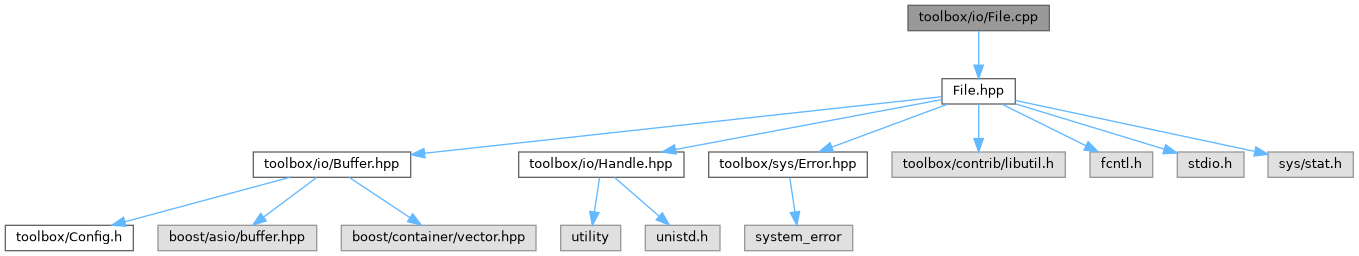 toolbox/io/File.cpp
File.hpp
toolbox/io/Buffer.hpp
toolbox/io/Handle.hpp
toolbox/sys/Error.hpp
toolbox/contrib/libutil.h
fcntl.h
stdio.h
sys/stat.h
toolbox/Config.h
boost/asio/buffer.hpp
boost/container/vector.hpp
utility
unistd.h
system_error